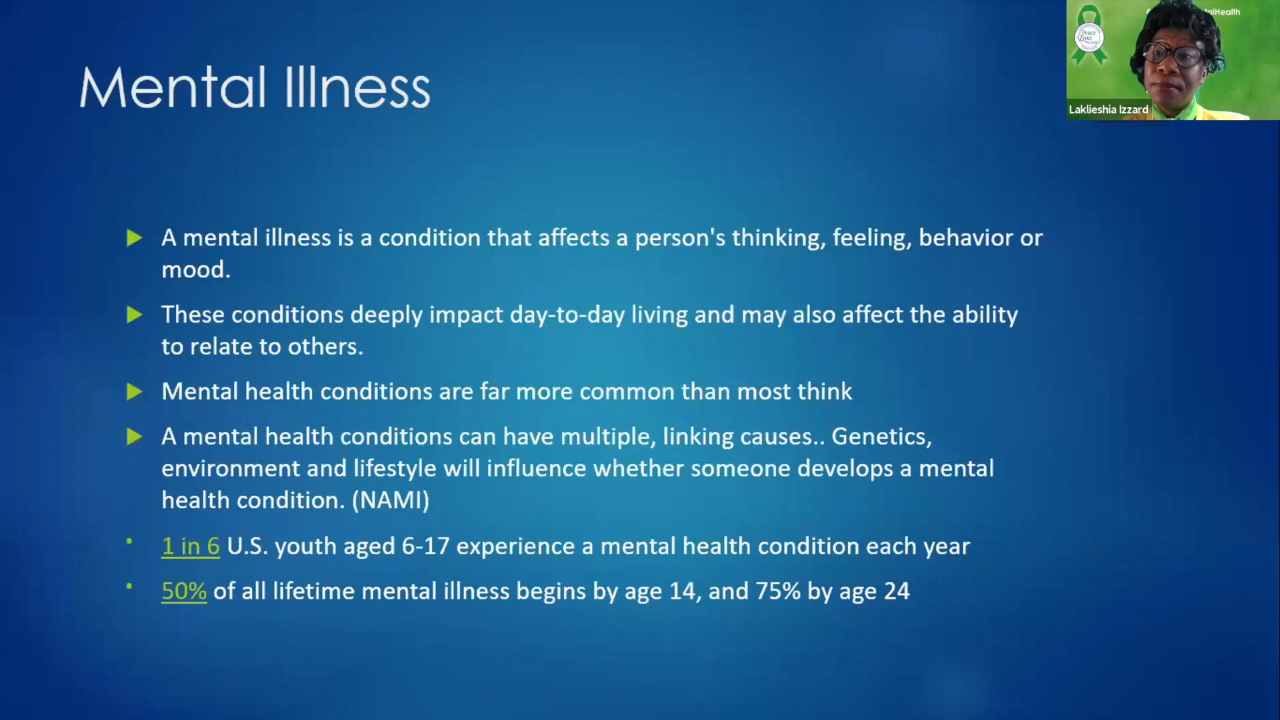 Mental Illness
A mental illness is a condition that affects a person's thinking, feeling, behavior or
mood.
These conditions deeply impact day-to-day living and may also affect the ability
to relate to others.
Mental health conditions are far more common than most think
A mental health conditions can have multiple, linking causes.. Genetics,
environment and lifestyle will influence whether someone develops a mental
health condition. (NAMI)
1 in 6 U.S. youth aged 6-17 experience a mental health condition each year
50% of all lifetime mental illness begins by age 14, and 75% by age 24
Laklieshia Izzard